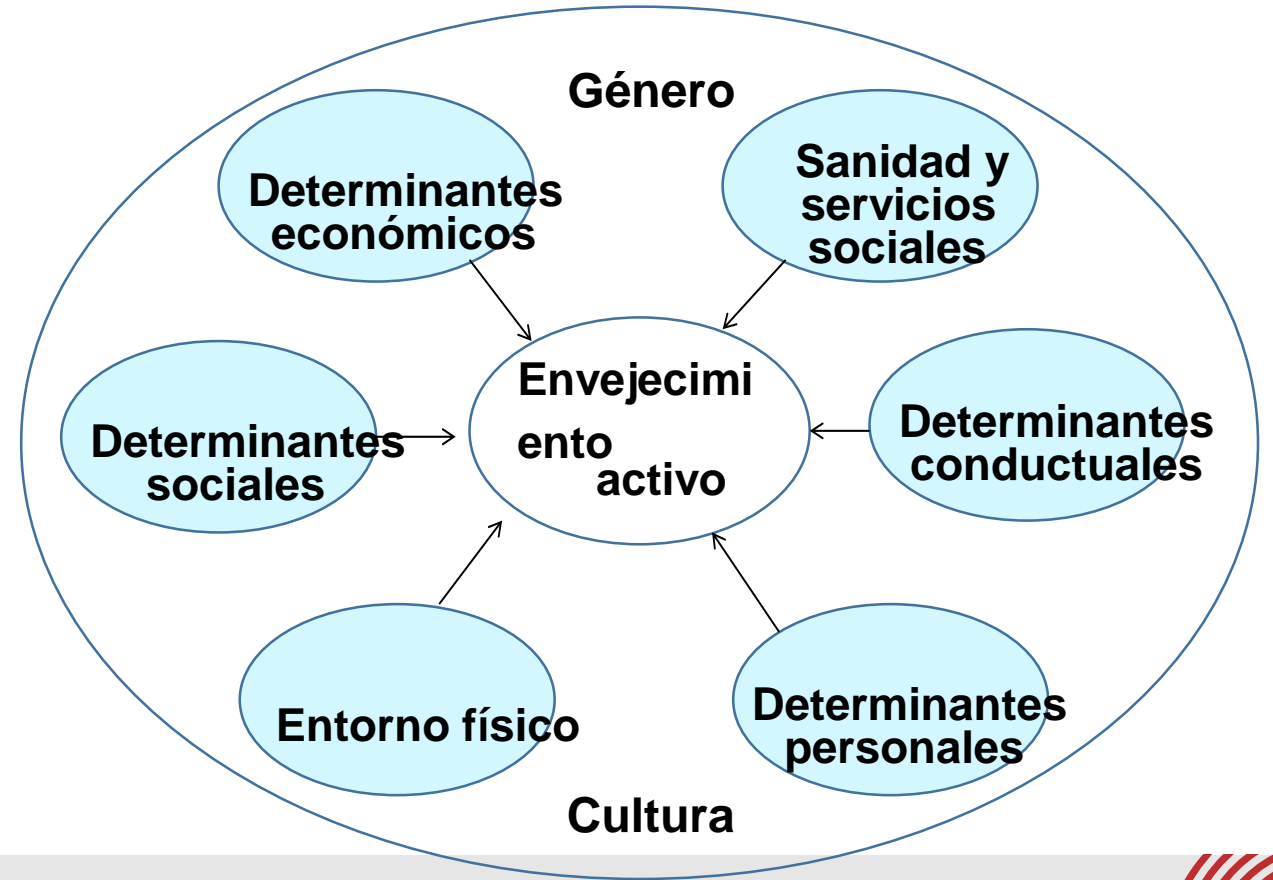 Género
Determinantes
económicos
Sanidad y
servicios
sociales
Envejecimi
ento
activo
Determinantes
sociales
Determinantes
conductuales
Entorno físico
Determinantes
personales
Cultura